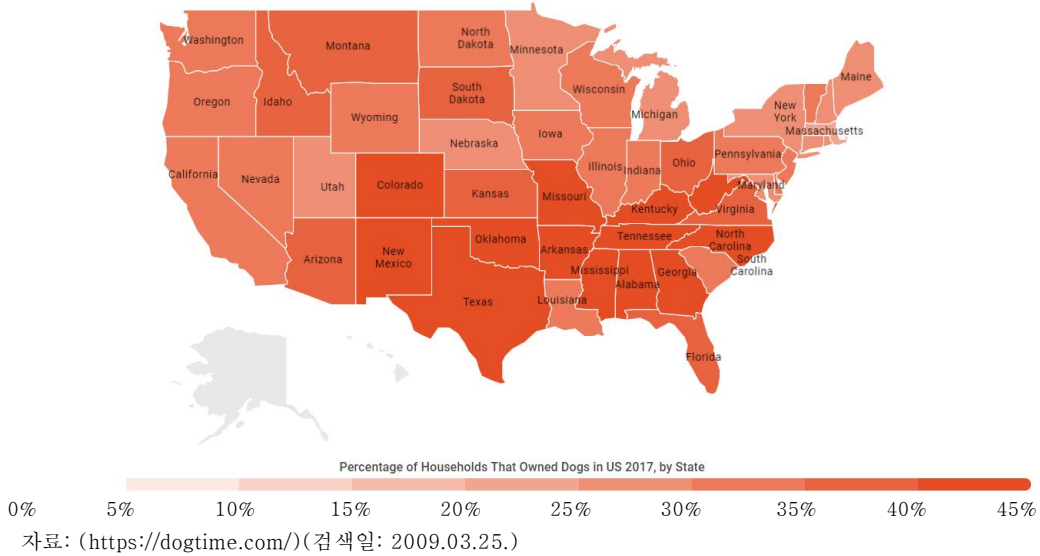 Washington
Montana
North
Dakota
Minnesota
Maine
Oregon
Idaho
South
Dakota
Wisconsin
Wyoming
Michigan
New
York
Massachusetts
Iowa
Nebraska
Pennsylvania
Illinois
Indiana
Ohio
California
Nevada
Utah
Colorado
Kansas
Missouri
Maryland
Kentucky
Virginia
Arizona
New
Mexico
Oklahoma
Arkansas
Tennessee
North
Carolina
South
Carolina
Mississippi
Alabama
Georgia
Texas
Louisiana
Florida
Percentage of Households That Owned Dogs in US 2017, by State
0% 5% 10% 15% 20% 25% 30% 35% 40% 45%
자료: (https://dogtime.com/)(검색일: 2009.03.25.)